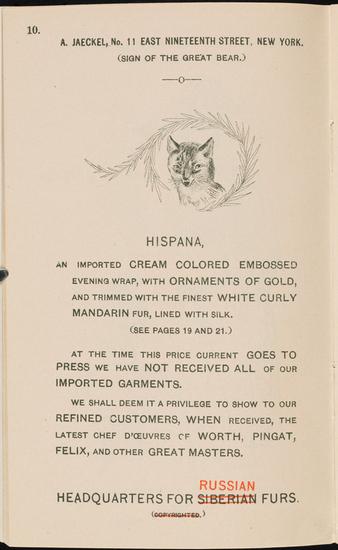 10.
A. JAECKEL, No. 11 EAST NINETEENTH STREET, NEW YORK.
(SIGN OF THE GREAT BEAR.)
HISPANA,
AN IMPORTED CREAM COLORED EMBOSSED
EVENING WRAP, WITH ORNAMENTS OF GOLD,
AND TRIMMED WITH THE FINEST WHITE CURLY
MANDARIN FUR, LINED WITH SILK.
(SEE PAGES 19 AND 21.)
AT THE TIME THIS PRICE CURRENT GOES TO
PRESS WE HAVE NOT RECEIVED ALL OF OUR
IMPORTED GARMENTS.
WE SHALL DEEM IT A PRIVILEGE TO SHOW TO OUR
REFINED CUSTOMERS, WHEN RECEIVED, THE
LATEST CHEF D'ŒUVRES OF WORTH, PINGAT,
FELIX, AND OTHER GREAT MASTERS.
RUSSIAN
HEADQUARTERS FOR SIBERIAN FURS.
(COPYRIGHTED.)